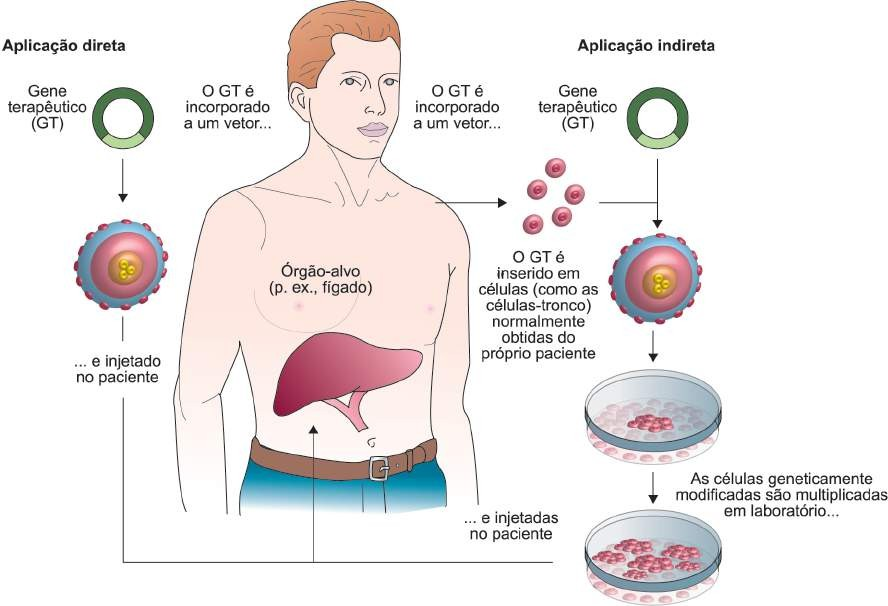 Aplicação direta
Gene
terapêutico
(GT)
O GT é
incorporado
a um vetor...
... e injetado
no paciente
Órgão-alvo
(p. ex., fígado)
Aplicação indireta
O GT é
incorporado
a um vetor...
Gene
terapêutico
(GT)
O GT é
inserido em
células (como as
células-tronco)
normalmente
obtidas do
próprio paciente
As células geneticamente
modificadas são multiplicadas
em laboratório...
... e injetadas
no paciente